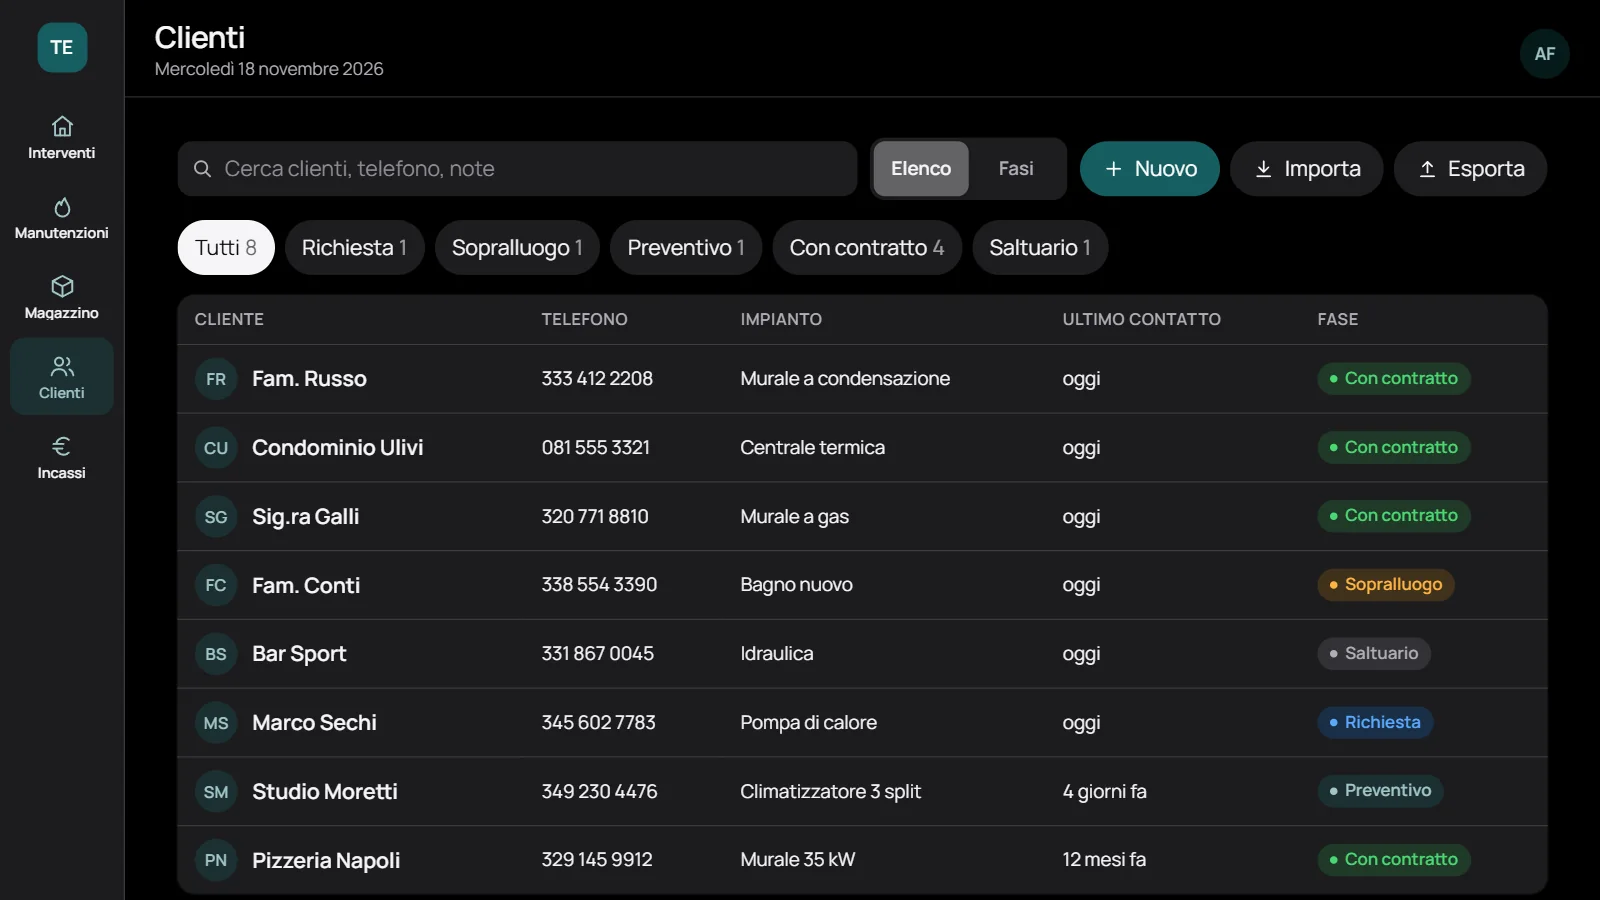 TE
Interventi
Manutenzioni
Magazzino
Clienti
Incassi
Clienti
Mercoledì 18 novembre 2026
AF
Cerca clienti, telefono, note
Elenco Fasi
Nuovo
Importa
Esporta
Tutti 8
Richiesta 1
Sopralluogo 1
Preventivo 1
Con contratto 4
Saltuario 1
CLIENTE TELEFONO IMPIANTO ULTIMO CONTATTO FASE
FR Fam. Russo 333 412 2208 Murale a condensazione oggi Con contratto
CU Condominio Ulivi 081 555 3321 Centrale termica oggi Con contratto
SG Sig.ra Galli 320 771 8810 Murale a gas oggi Con contratto
FC Fam. Conti 338 554 3390 Bagno nuovo oggi Sopralluogo
BS Bar Sport 331 867 0045 Idraulica oggi Saltuario
MS Marco Sechi 345 602 7783 Pompa di calore oggi Richiesta
SM Studio Moretti 349 230 4476 Climatizzatore 3 split 4 giorni fa Preventivo
PN Pizzeria Napoli 329 145 9912 Murale 35 kW 12 mesi fa Con contratto